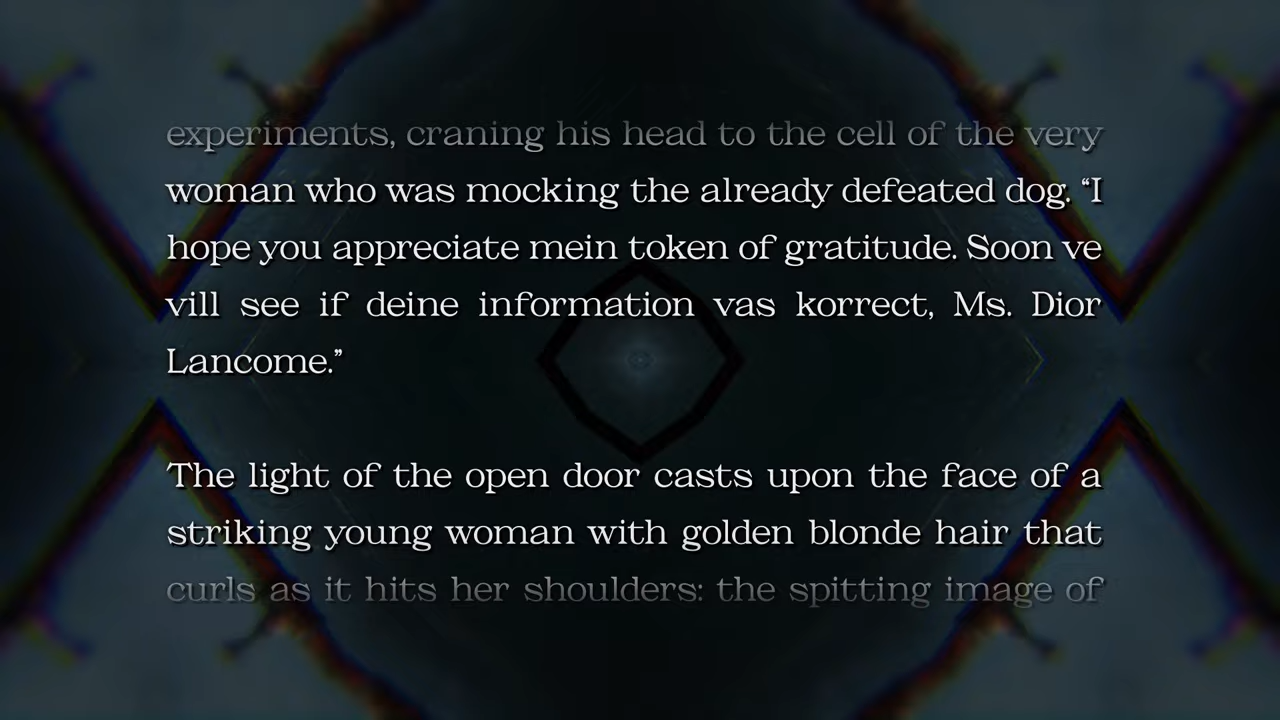 experiments, craning his head to the cell of the very
woman who was mocking the already defeated dog. “I
hope you appreciate mein token of gratitude. Soon ve
vill see if deine information vas korrect, Ms. Dior
Lancome.”
The light of the open door casts upon the face of a
striking young woman with golden blonde hair that
curls as it hits her shoulders: the spitting image of